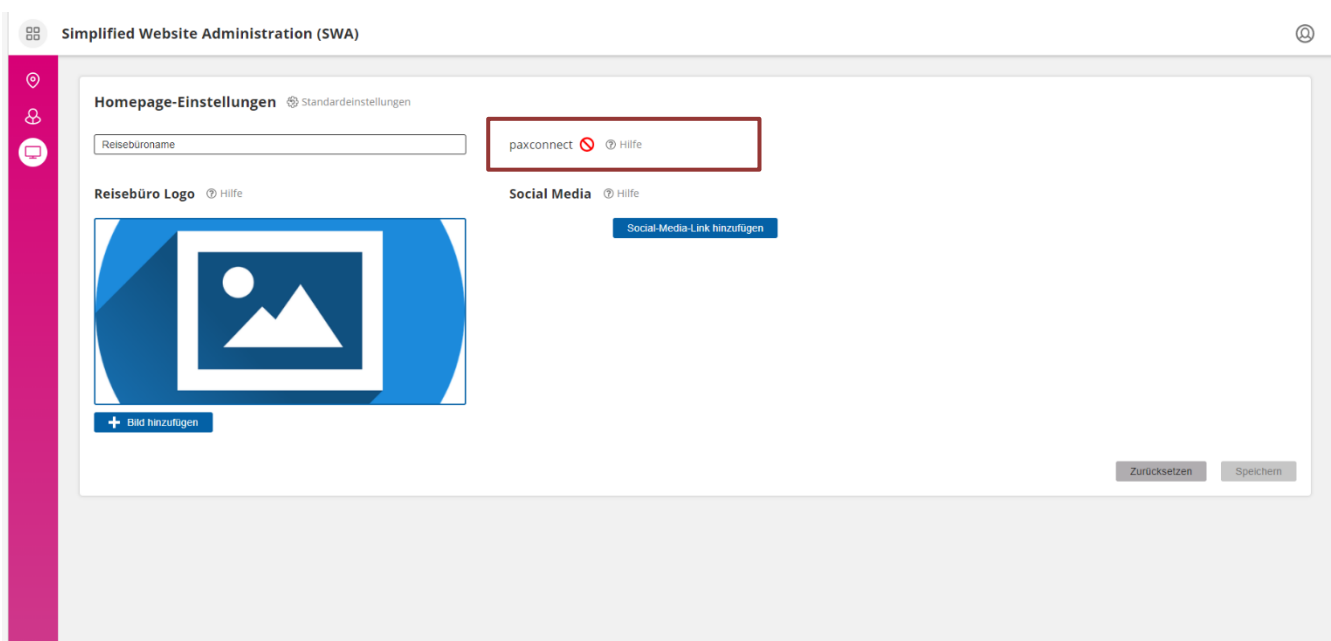 Simplified Website Administration (SWA)
Homepage-Einstellungen Standardeinstellungen
Reisebüroname
paxconnect Hilfe
Reisebüro Logo Hilfe
Social Media Hilfe
Social-Media-Link hinzufügen
Bild hinzufügen
Zurücksetzen Speichern